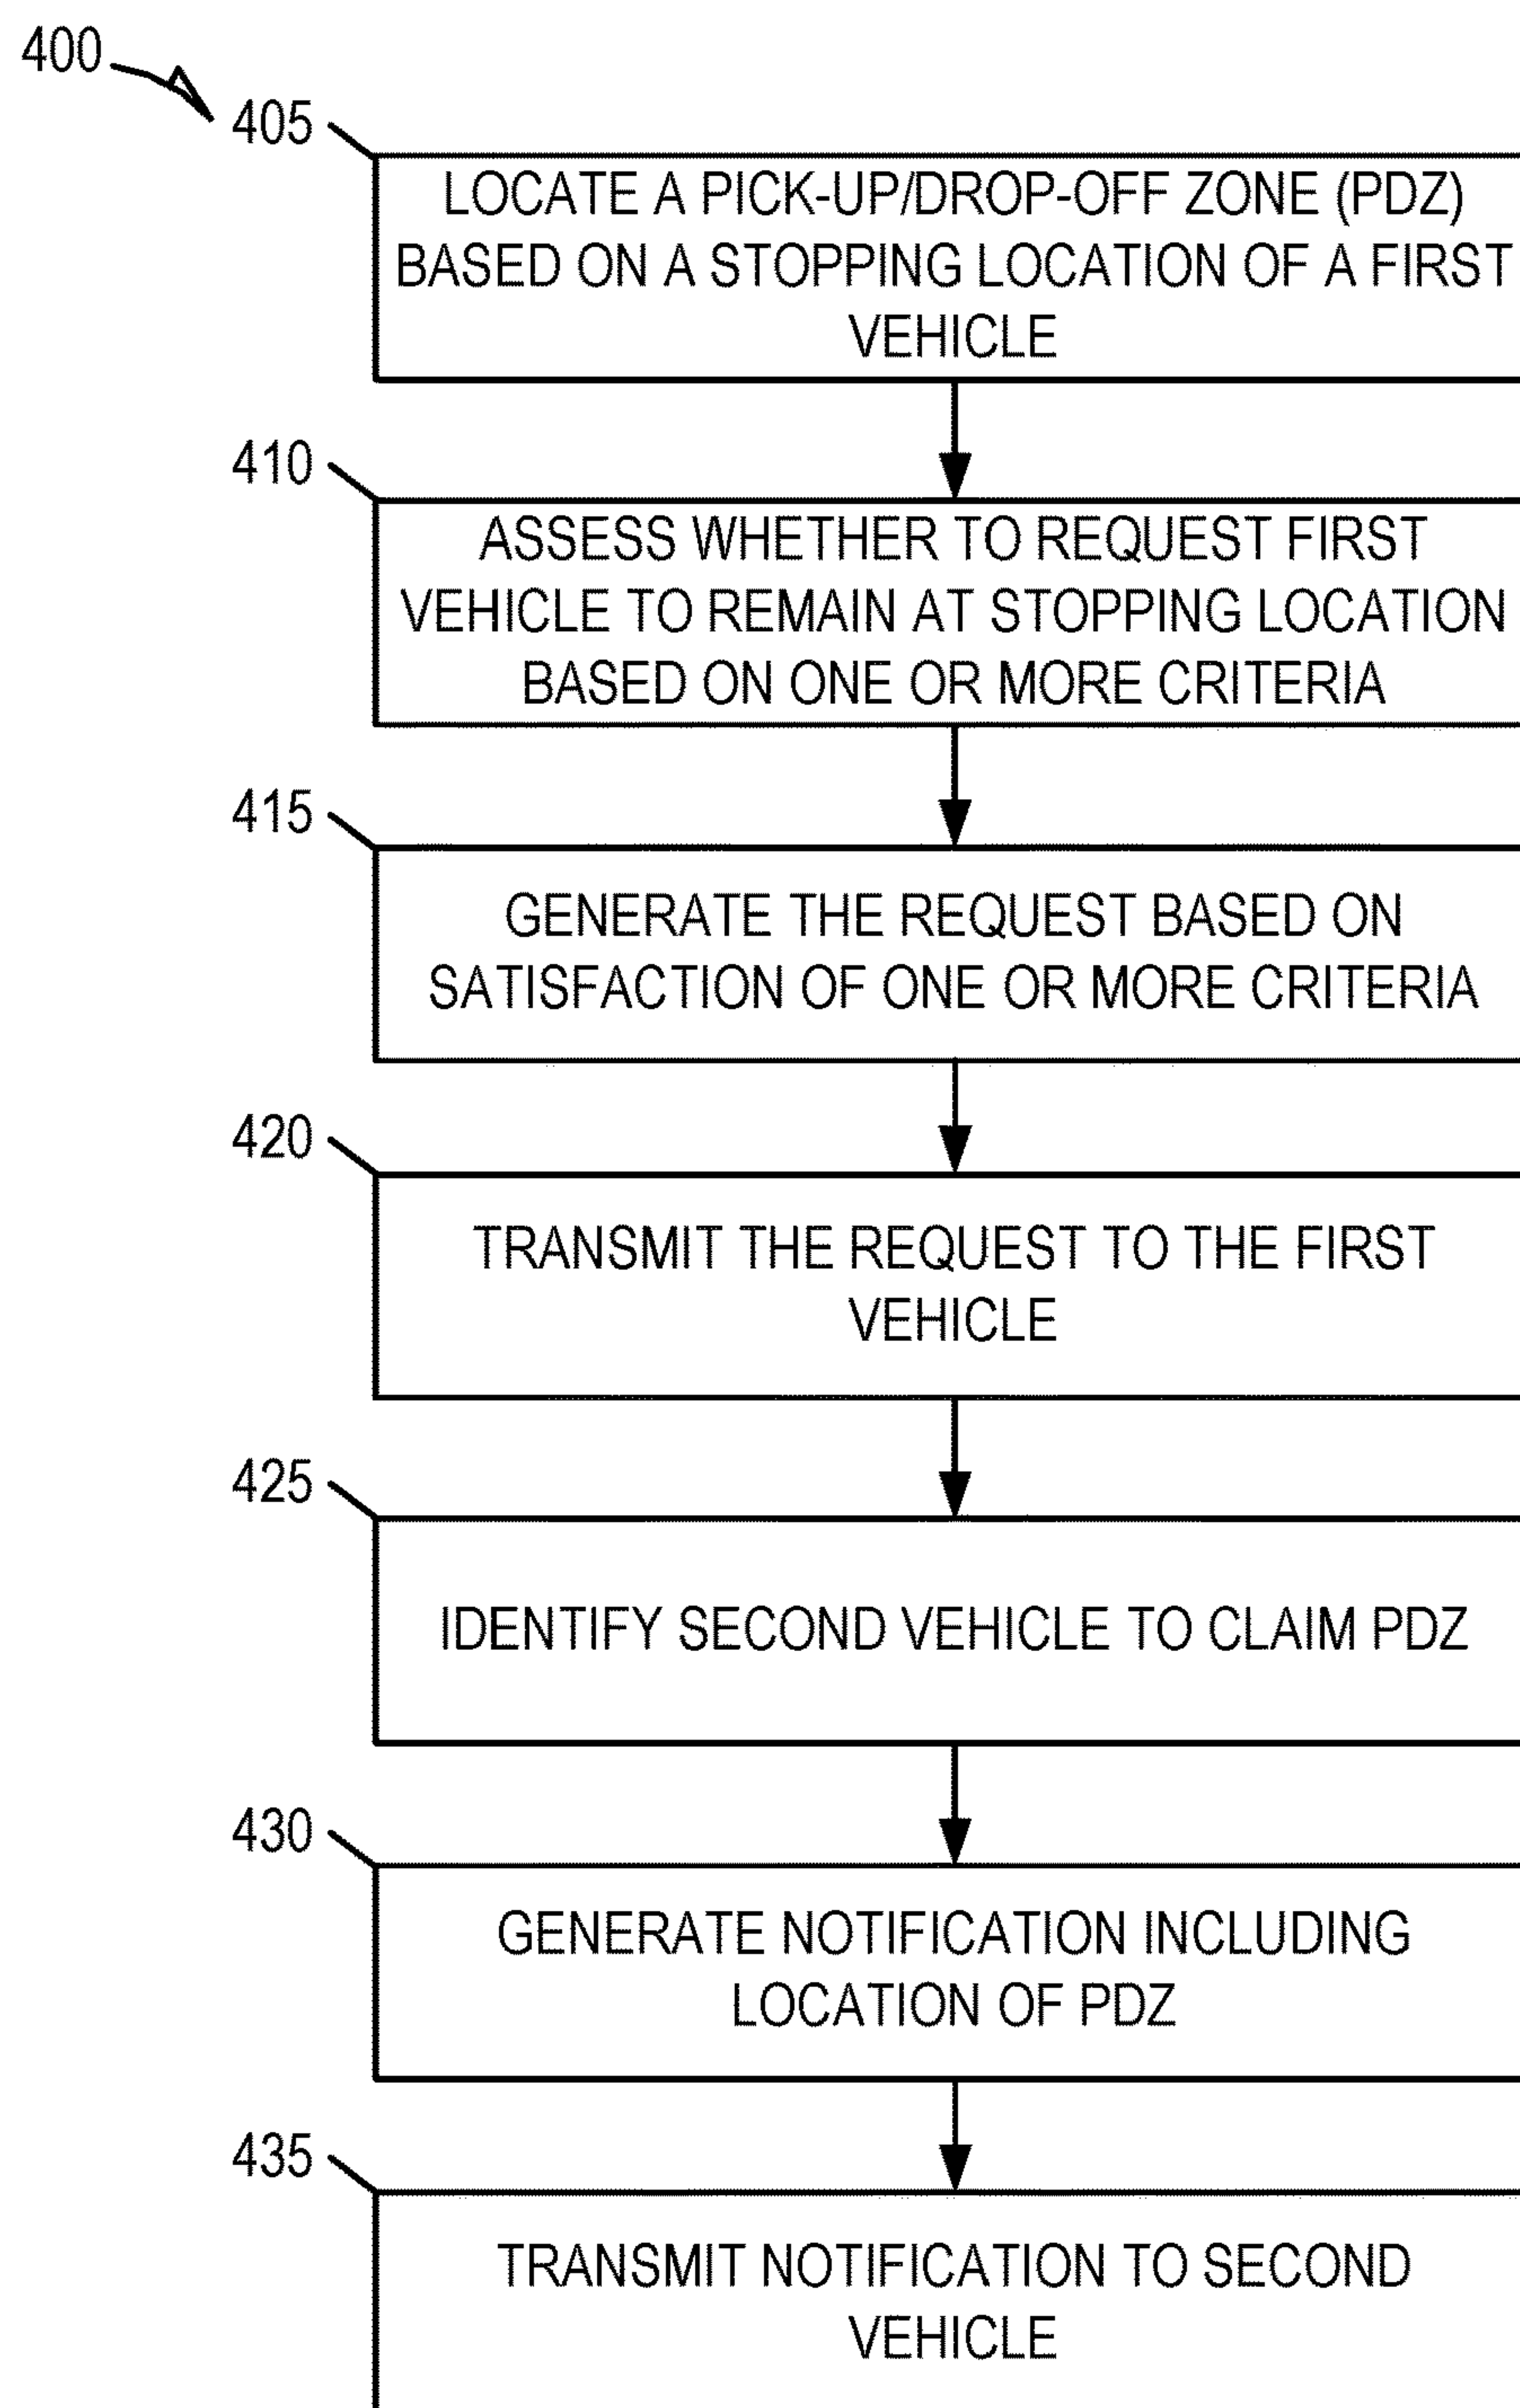 400
405
LOCATE A PICK-UP/DROP-OFF ZONE (PDZ)
BASED ON A STOPPING LOCATION OF A FIRST
VEHICLE
410
ASSESS WHETHER TO REQUEST FIRST
VEHICLE TO REMAIN AT STOPPING LOCATION
BASED ON ONE OR MORE CRITERIA
415
GENERATE THE REQUEST BASED ON
SATISFACTION OF ONE OR MORE CRITERIA
420
TRANSMIT THE REQUEST TO THE FIRST
VEHICLE
425
IDENTIFY SECOND VEHICLE TO CLAIM PDZ
430
GENERATE NOTIFICATION INCLUDING
LOCATION OF PDZ
435
TRANSMIT NOTIFICATION TO SECOND
VEHICLE